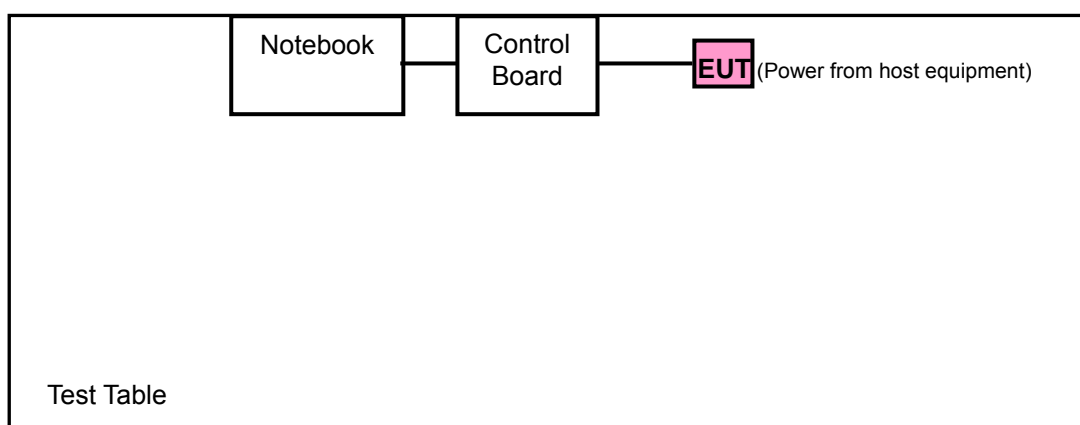 Notebook
Control
Board
EUT (Power from host equipment)
Test Table